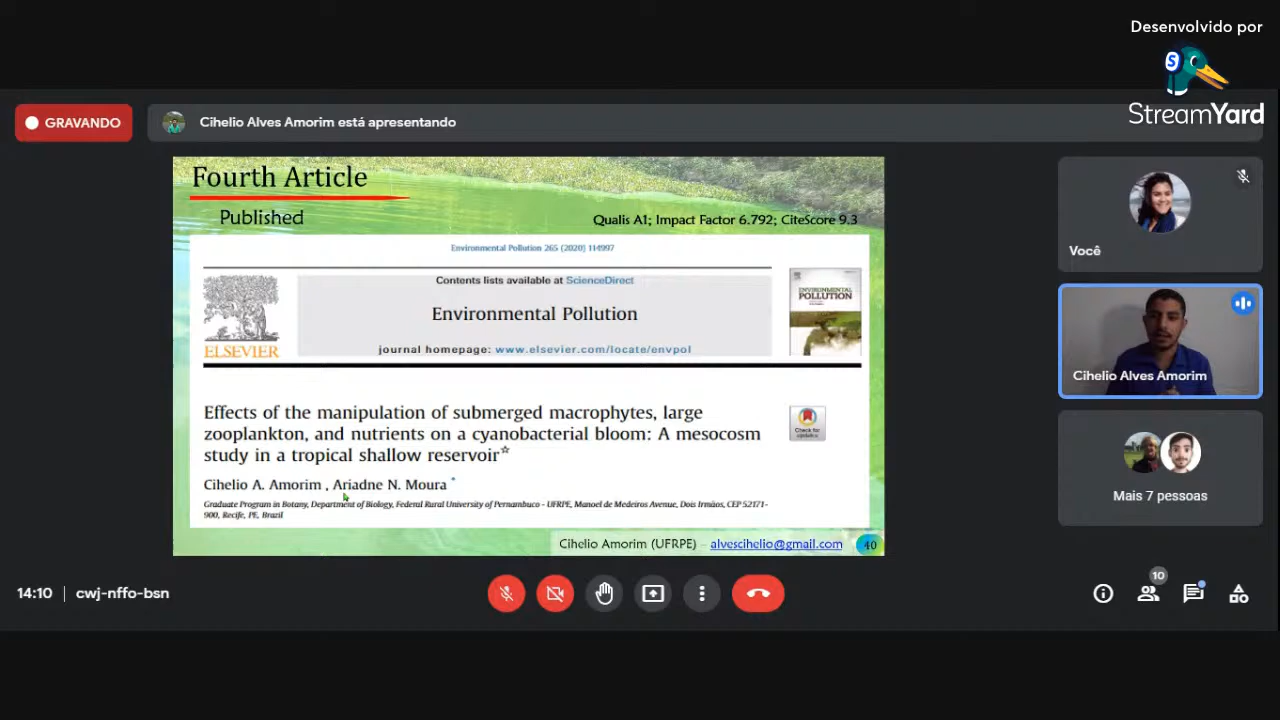 Desenvolvido por
StreamYard
GRAVANDO
Cihelio Alves Amorim está apresentando
Fourth Article
Published
Qualis A1; Impact Factor 6.792; CiteScore 9.3
Environmental Pollution 265 (2020) 114997
Contents lists available at ScienceDirect
Environmental Pollution
journal homepage: www.elsevier.com/locate/envpol
ELSEVIER
ENVIRONMENTAL
POLLUTION
Effects of the manipulation of submerged macrophytes, large
zooplankton, and nutrients on a cyanobacterial bloom: A mesocosm
study in a tropical shallow reservoir☆
Check for
updates
Cihelio A. Amorim , Ariadne N. Moura *
Graduate Program in Botany, Department of Biology, Federal Rural University of Pernambuco - UFRPE, Manoel de Medeiros Avenue, Dois Irmãos, CEP 52171-
900, Recife, PE, Brazil
Cihelio Amorim (UFRPE) – alvescihelio@gmail.com
40
Você
Cihelio Alves Amorim
Mais 7 pessoas
14:10 | cwj-nffo-bsn
10